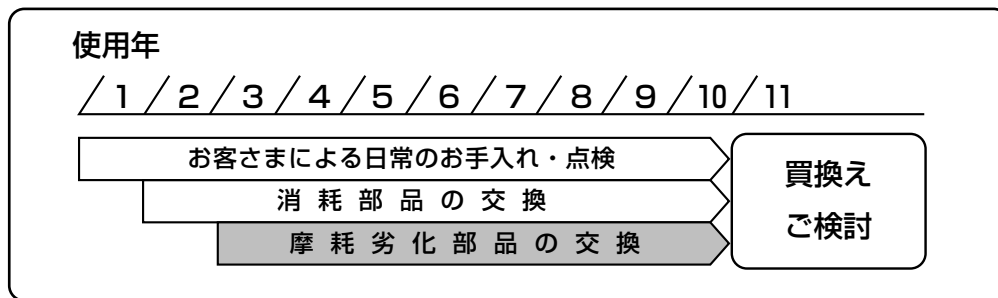 使用年
1 2 3 4 5 6 7 8 9 10 11
お客さまによる日常のお手入れ・点検
消耗部品の交換
摩耗劣化部品の交換
買換え
ご検討